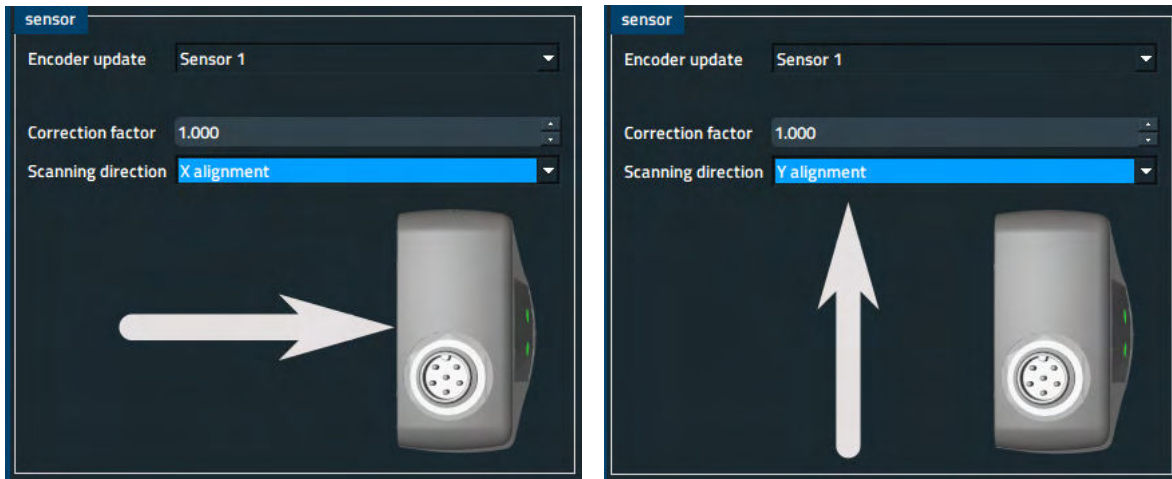 sensor
Encoder update Sensor 1
Correction factor 1.000
Scanning direction X alignment
sensor
Encoder update Sensor 1
Correction factor 1.000
Scanning direction Y alignment